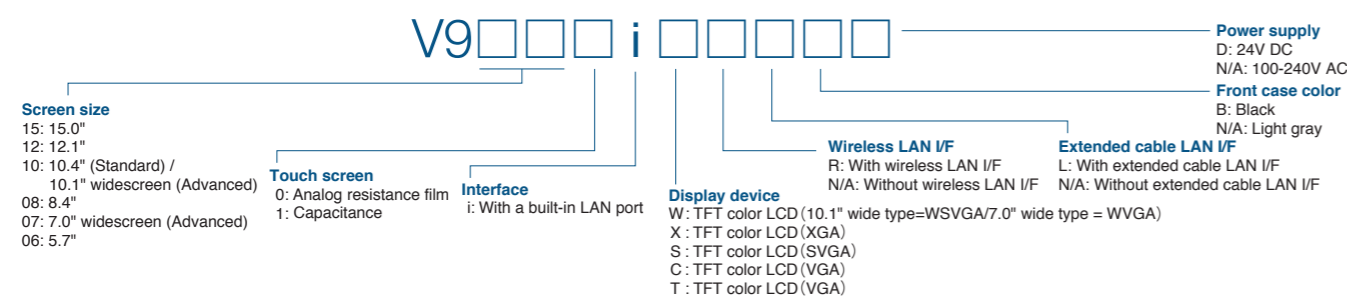 V9□□□i□□□□□
Power supply
D: 24V DC
N/A: 100-240V AC
Front case color
B: Black
N/A: Light gray
Screen size
15: 15.0"
12: 12.1"
10: 10.4" (Standard) /
10.1" widescreen (Advanced)
08: 8.4"
07: 7.0" widescreen (Advanced)
06: 5.7"
Touch screen
0: Analog resistance film
1: Capacitance
Interface
i: With a built-in LAN port
Wireless LAN I/F
R: With wireless LAN I/F
N/A: Without wireless LAN I/F
Extended cable LAN I/F
L: With extended cable LAN I/F
N/A: Without extended cable LAN I/F
Display device
W: TFT color LCD(10.1" wide type=WSVGA/7.0" wide type = WVGA)
X : TFT color LCD(XGA)
S : TFT color LCD(SVGA)
C : TFT color LCD(VGA)
T : TFT color LCD(VGA)